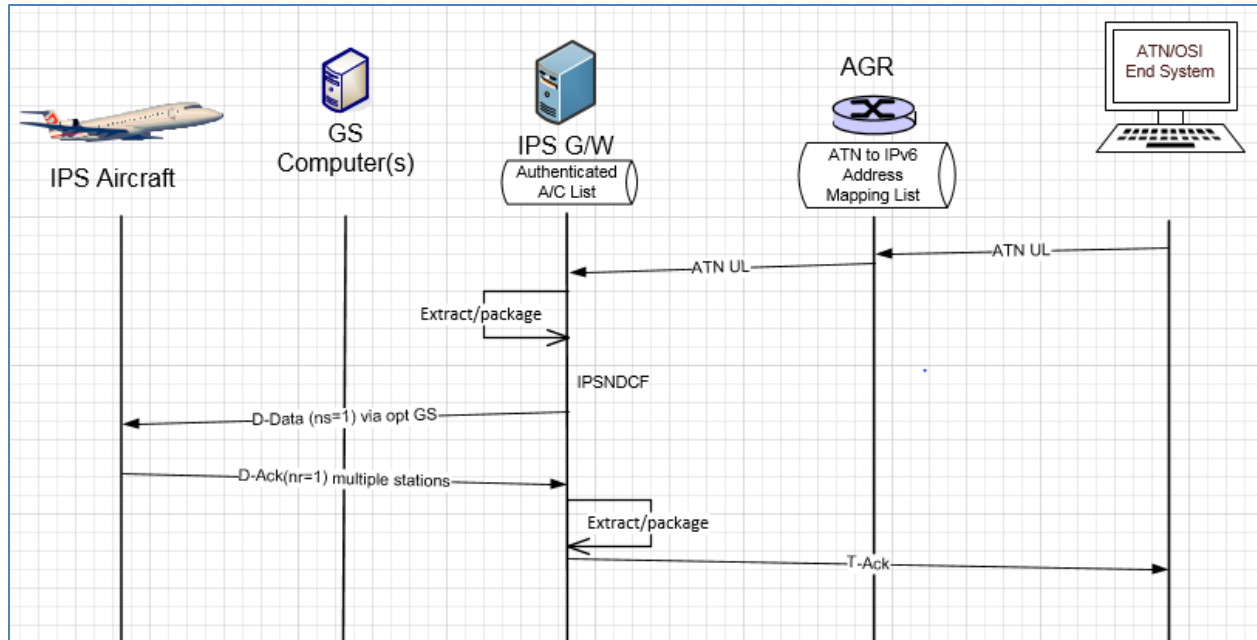 ATN/OSI
End System
AGR
GS
Computer(s)
IPS G/W
IPS Aircraft
Authenticated
A/C List
ATN to IPv6
Address
Mapping List
ATN UL
ATN UL
Extract/package
IPSNDCF
D-Data (ns=1) via opt GS
D-Ack(nr=1) multiple stations
Extract/package
T-Ack